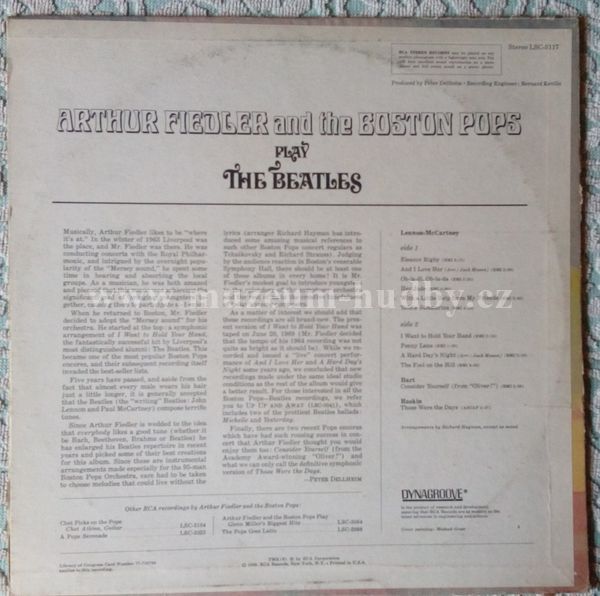 Stereo LSC-3117
RCA STEREO RECORDS may be played on any
Produced by Peter Dellheim • Recording Engineer: Bernard Keville
ARTHUR FIEDLER and the BOSTON POPS
PLAY
THE BEATLES
Musically, Arthur Fiedler likes to be "where
it's at." In the winter of 1963 Liverpool was
the place, and Mr. Fiedler was there. He was
conducting concerts with the Royal Philhar-
monic, and intrigued by the overnight popu-
larity of the "Mersey sound," he spent some
time in hearing and absorbing the local
groups. As a musician, he was both amused
When he returned to Boston, Mr. Fiedler
decided to adopt the "Mersey sound" for his
orchestra. He started at the top: a symphonic
arrangement of I Want to Hold Your Hand,
the fantastically successful hit by Liverpool's
most distinguished alumni: The Beatles. This
became one of the most popular Boston Pops
encores, and their subsequent recording itself
invaded the best-seller lists.
Five years have passed, and aside from the
fact that almost every male wears his hair
just a little longer, it is generally accepted
that the Beatles (the "writing" Beatles: John
Lennon and Paul McCartney) compose terrific
tunes.
Since Arthur Fiedler is wedded to the idea
that everybody likes a good tune (whether it
be Bach, Beethoven, Brahms or Beatles) he
has enlarged his Beatles repertoire in recent
years and picked some of their best creations
for this album. Since these are instrumental
arrangements made especially for the 95-man
Boston Pops Orchestra, care had to be taken
to choose melodies that could live without the
lyrics (arranger Richard Hayman has intro-
duced some amusing musical references to
such other Boston Pops concert regulars as
Tchaikovsky and Richard Strauss). Judging
by the audience reaction in Boston's venerable
Symphony Hall, there should be at least one
of these albums in every home! It is Mr.
Fiedler's modest goal to introduce youngsters
As a matter of interest we should add that
these recordings are all brand-new. The pres-
ent version of I Want to Hold Your Hand was
taped on June 20, 1969 (Mr. Fiedler decided
that the tempo of his 1964 recording was not
quite as bright as it should be). While we re-
corded and issued a "live" concert perform-
ance of And I Love Her and A Hard Day's
Night some years ago, we concluded that new
recordings made under the same ideal studio
conditions as the rest of the album would give
a better result. For those interested in all the
Boston Pops–Beatles recordings, we refer
you to UP UP AND AWAY (LSC-3041), which
includes two of the prettiest Beatles ballads:
Michelle and Yesterday.
Finally, there are two recent Pops encores
which have had such rousing success in con-
cert that Arthur Fiedler thought you would
enjoy them too: Consider Yourself (from the
Academy Award-winning "Oliver!") and
what we can only call the definitive symphonic
version of Those Were the Days.
—PETER DELLHEIM
Lennon-McCartney
side 1
Eleanor Rigby
And I Love Her
Ob-la-di, Ob-la-da
side 2
I Want to Hold Your Hand
Penny Lane
A Hard Day's Night
The Fool on the Hill
Bart
Consider Yourself (from "Oliver!")
Raskin
Those Were the Days
Arrangements by Richard Hayman, except as noted
www.muzeum-hudby.cz
Other RCA recordings by Arthur Fiedler and the Boston Pops:
Chet Picks on the Pops
Chet Atkins, Guitar LSC-3104
A Pops Serenade LSC-3023
Arthur Fiedler and the Boston Pops Play
Glenn Miller's Biggest Hits LSC-3064
The Pops Goes Latin
DYNAGROOVE
Library of Congress Card Number
TMK(s) ® by RCA Corporation
© 1969, RCA Records, New York, N.Y. • Printed in U.S.A.